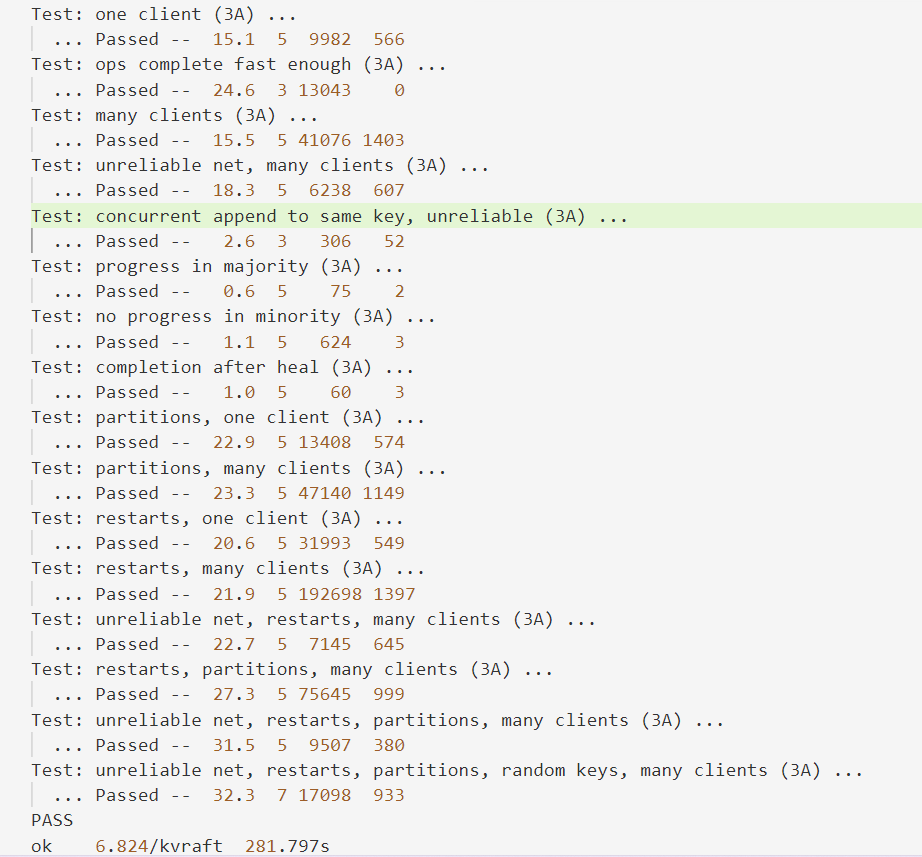 Test: one client (3A) ...
... Passed -- 15.1 5 9982 566
Test: ops complete fast enough (3A) ...
... Passed -- 24.6 3 13043 0
Test: many clients (3A) ...
... Passed -- 15.5 5 41076 1403
Test: unreliable net, many clients (3A) ...
... Passed -- 18.3 5 6238 607
Test: concurrent append to same key, unreliable (3A) ...
... Passed -- 2.6 3 306 52
Test: progress in majority (3A) ...
... Passed -- 0.6 5 75 2
Test: no progress in minority (3A) ...
... Passed -- 1.1 5 624 3
Test: completion after heal (3A) ...
... Passed -- 1.0 5 60 3
Test: partitions, one client (3A) ...
... Passed -- 22.9 5 13408 574
Test: partitions, many clients (3A) ...
... Passed -- 23.3 5 47140 1149
Test: restarts, one client (3A) ...
... Passed -- 20.6 5 31993 549
Test: restarts, many clients (3A) ...
... Passed -- 21.9 5 192698 1397
Test: unreliable net, restarts, many clients (3A) ...
... Passed -- 22.7 5 7145 645
Test: restarts, partitions, many clients (3A) ...
... Passed -- 27.3 5 75645 999
Test: unreliable net, restarts, partitions, many clients (3A) ...
... Passed -- 31.5 5 9507 380
Test: unreliable net, restarts, partitions, random keys, many clients (3A) ...
... Passed -- 32.3 7 17098 933
PASS
ok 6.824/kvraft 281.797s